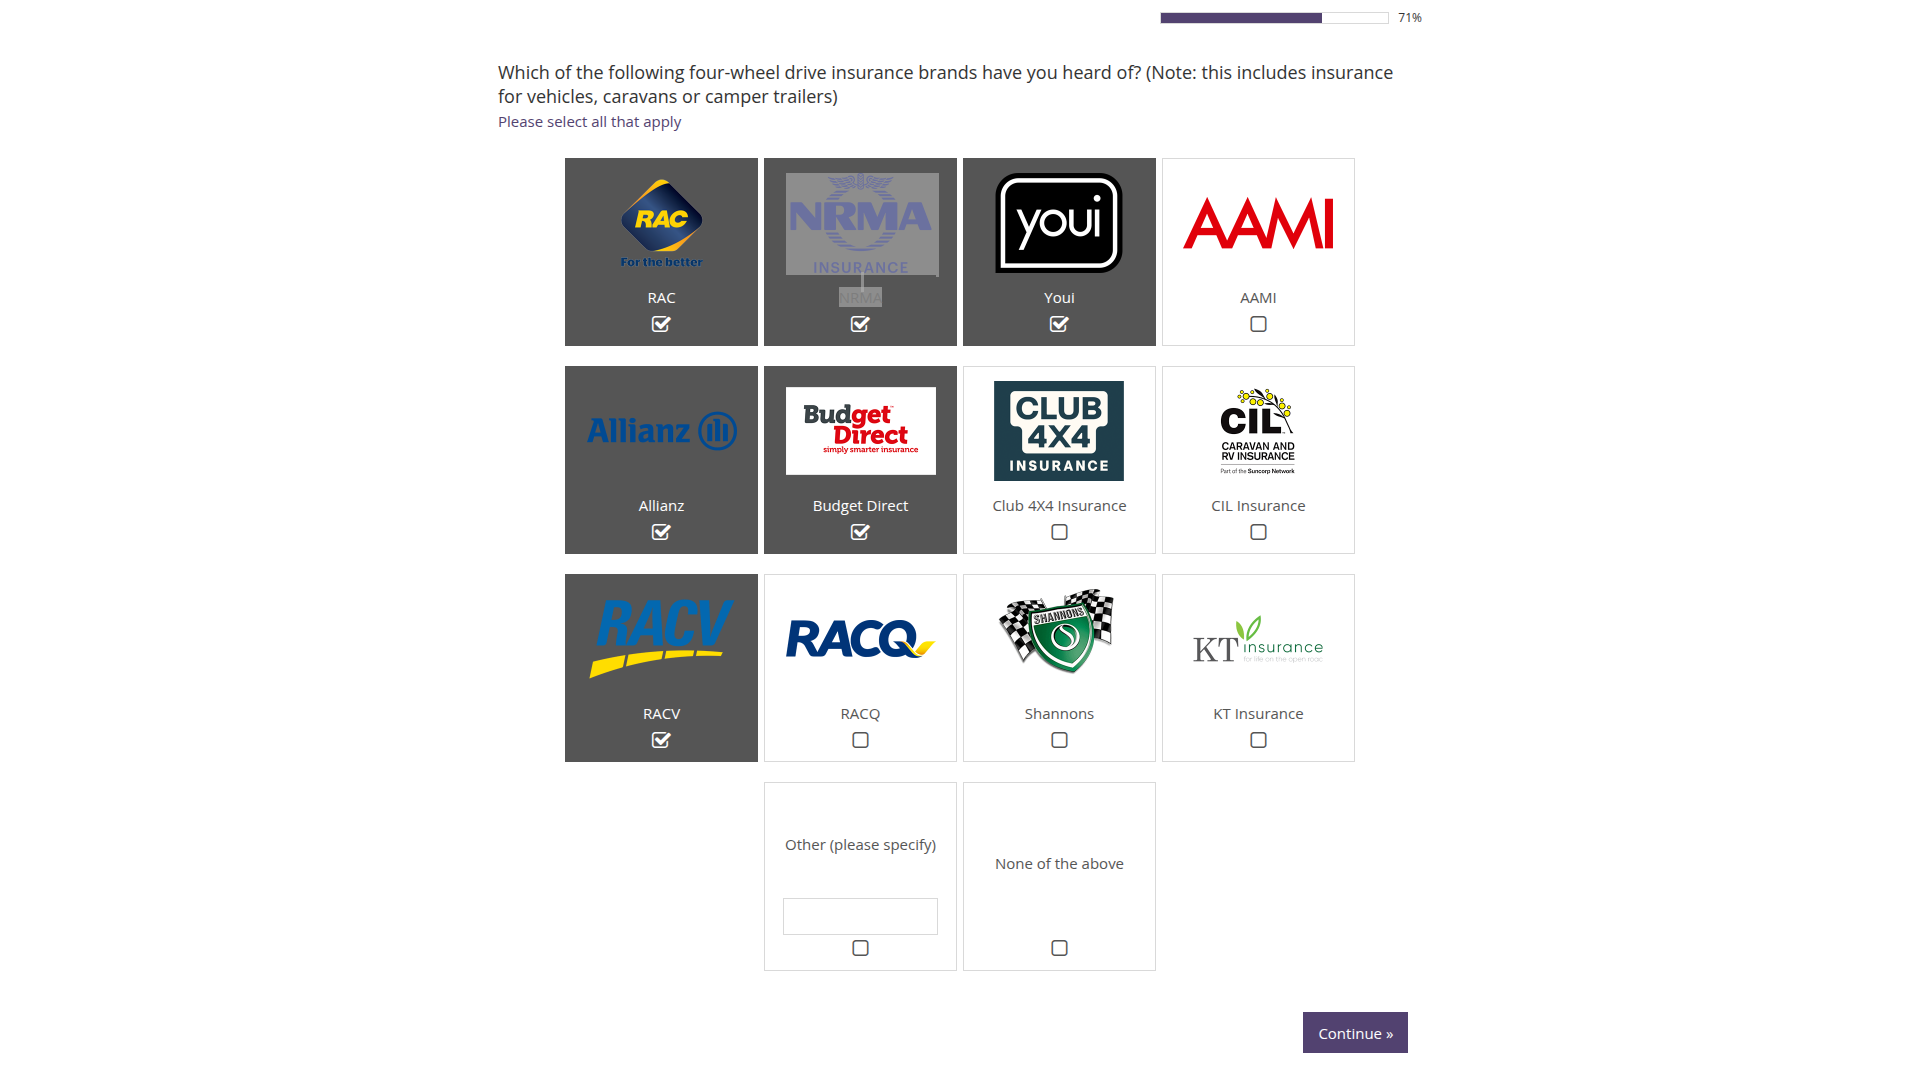 71%
Which of the following four-wheel drive insurance brands have you heard of? (Note: this includes insurance
for vehicles, caravans or camper trailers)
Please select all that apply
RAC
For the better
RAC
NRMA
INSURANCE
NRMA
youi
Youi
AAMI
AAMI
Allianz
Allianz
Budget
Direct
simply smarter insurance
Budget Direct
CLUB
4X4
INSURANCE
Club 4X4 Insurance
CIL
CARAVAN AND
RV INSURANCE
Part of the Suncorp Network
CIL Insurance
RACV
RACV
RACQ
RACQ
SHANNONS
Shannons
KT insurance
for life on the open road
KT Insurance
Other (please specify)
None of the above
Continue »